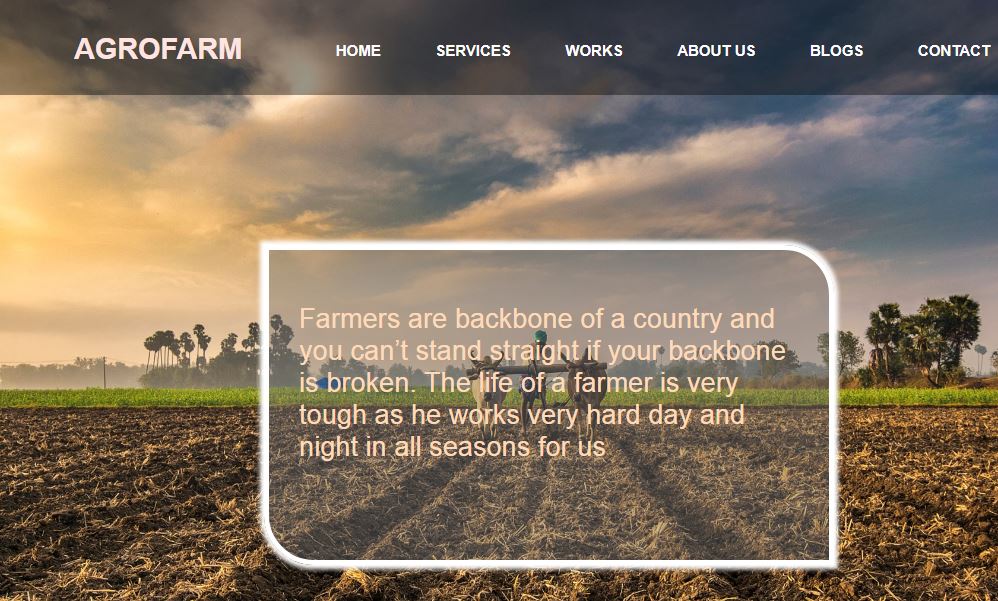 AGROFARM HOME SERVICES WORKS ABOUT US BLOGS CONTACT
Farmers are backbone of a country and
you can’t stand straight if your backbone
is broken. The life of a farmer is very
tough as he works very hard day and
night in all seasons for us